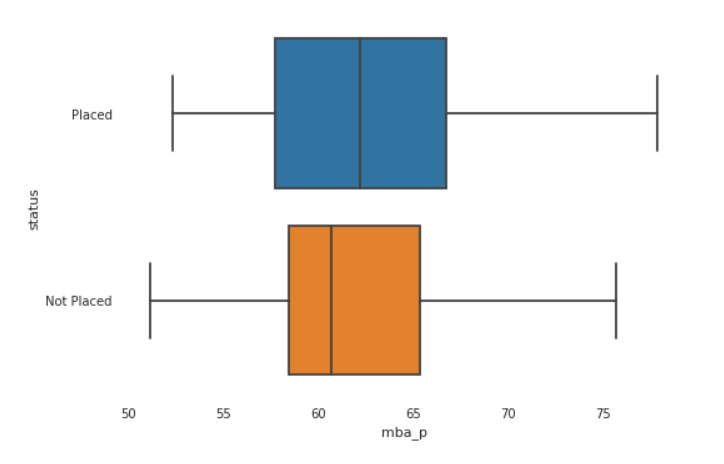 Placed
status
Not Placed
50 55 60 65 70 75
mba_p